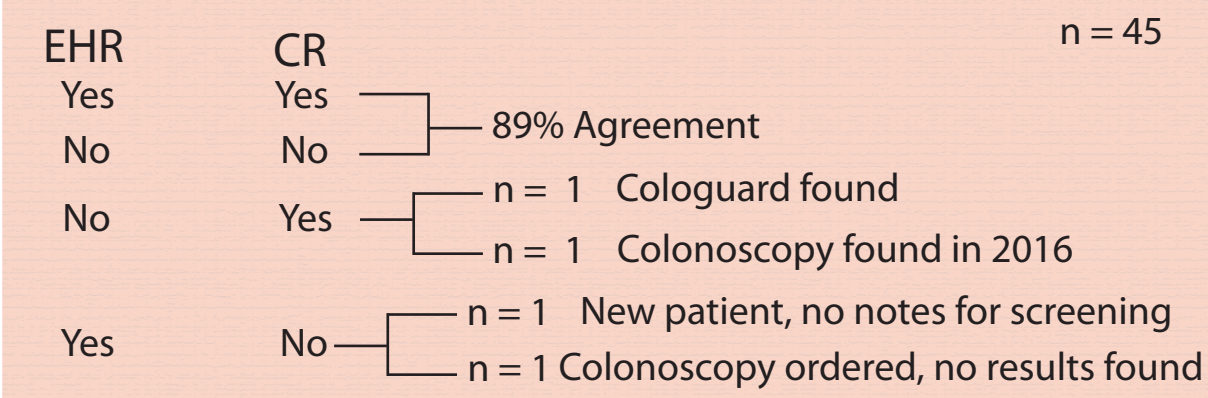 n = 45
EHR CR
Yes Yes
89% Agreement
No No
n = 1 Cologuard found
No Yes
n = 1 Colonoscopy found in 2016
n = 1 New patient, no notes for screening
Yes No
n = 1 Colonoscopy ordered, no results found